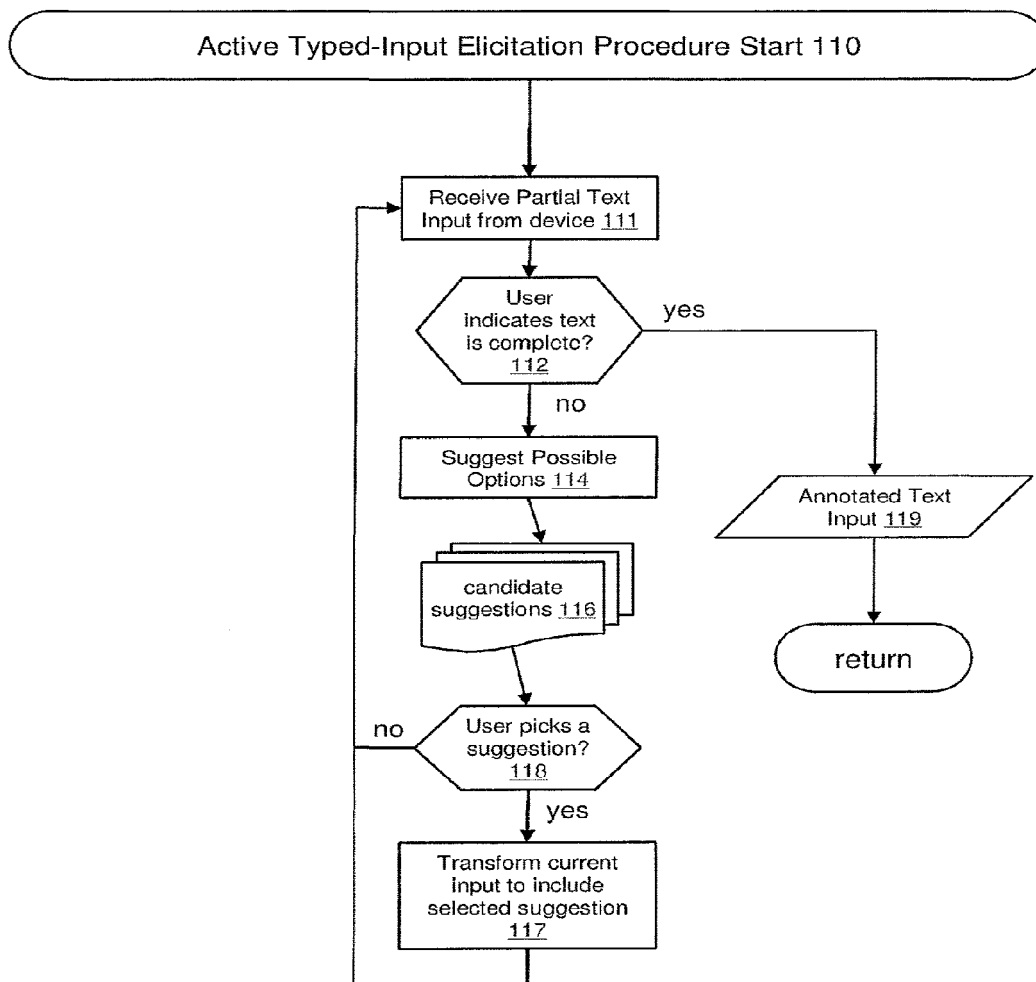 Active Typed-Input Elicitation Procedure Start 110
Receive Partial Text
Input from device 111
User
indicates text
is complete?
112
yes
no
Suggest Possible
Options 114
Annotated Text
Input 119
candidate
suggestions 116
return
no
User picks a
suggestion?
118
yes
Transform current
input to include
selected suggestion
117